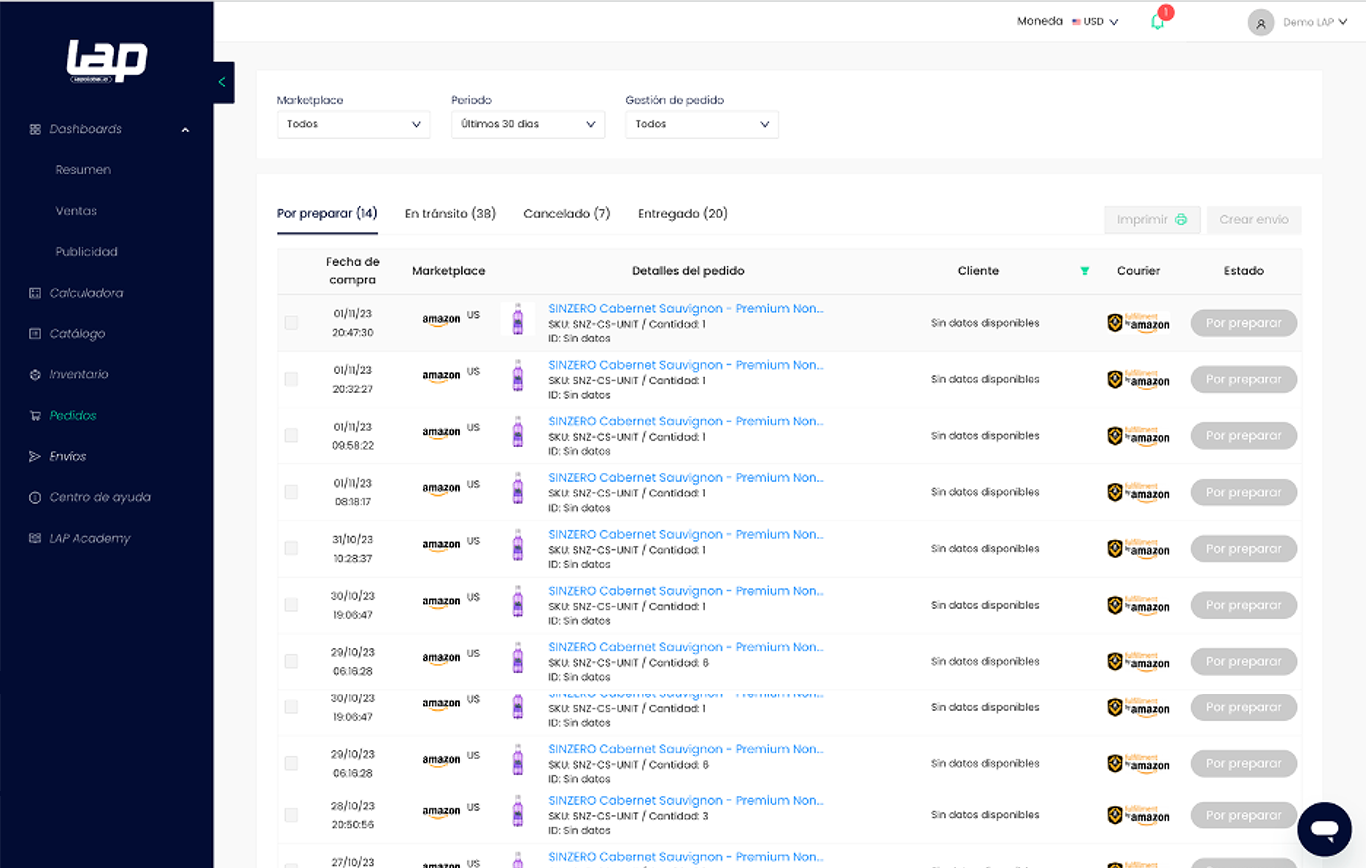 lap
Moneda USD
1
Demo LAP
Dashboards
Resumen
Ventas
Publicidad
Calculadora
Catálogo
Inventario
Pedidos
Envíos
Centro de ayuda
LAP Academy
Marketplace
Periodo
Gestión de pedido
Todos
Últimos 30 días
Todos
Por preparar (14)
En tránsito (38)
Cancelado (7)
Entregado (20)
Imprimir
Crear envío
Fecha de
compra
Marketplace
Detalles del pedido
Cliente
Courier
Estado
01/11/23
20:47:30
amazon US
SINZERO Cabernet Sauvignon - Premium Non...
SKU: SNZ-CS-UNIT / Cantidad: 1
ID: Sin datos
Sin datos disponibles
fulfillment
by amazon
Por preparar
01/11/23
20:32:27
amazon US
SINZERO Cabernet Sauvignon - Premium Non...
SKU: SNZ-CS-UNIT / Cantidad: 1
ID: Sin datos
Sin datos disponibles
fulfillment
by amazon
Por preparar
01/11/23
09:58:22
amazon US
SINZERO Cabernet Sauvignon - Premium Non...
SKU: SNZ-CS-UNIT / Cantidad: 1
ID: Sin datos
Sin datos disponibles
fulfillment
by amazon
Por preparar
01/11/23
08:18:17
amazon US
SINZERO Cabernet Sauvignon - Premium Non...
SKU: SNZ-CS-UNIT / Cantidad: 1
ID: Sin datos
Sin datos disponibles
fulfillment
by amazon
Por preparar
31/10/23
10:28:37
amazon US
SINZERO Cabernet Sauvignon - Premium Non...
SKU: SNZ-CS-UNIT / Cantidad: 1
ID: Sin datos
Sin datos disponibles
fulfillment
by amazon
Por preparar
30/10/23
19:06:47
amazon US
SINZERO Cabernet Sauvignon - Premium Non...
SKU: SNZ-CS-UNIT / Cantidad: 1
ID: Sin datos
Sin datos disponibles
fulfillment
by amazon
Por preparar
29/10/23
06:16:28
amazon US
SINZERO Cabernet Sauvignon - Premium Non...
SKU: SNZ-CS-UNIT / Cantidad: 6
ID: Sin datos
Sin datos disponibles
fulfillment
by amazon
Por preparar
30/10/23
19:06:47
amazon US
SINZERO Cabernet Sauvignon - Premium Non...
SKU: SNZ-CS-UNIT / Cantidad: 1
ID: Sin datos
Sin datos disponibles
fulfillment
by amazon
Por preparar
29/10/23
06:16:28
amazon US
SINZERO Cabernet Sauvignon - Premium Non...
SKU: SNZ-CS-UNIT / Cantidad: 6
ID: Sin datos
Sin datos disponibles
fulfillment
by amazon
Por preparar
28/10/23
20:50:56
amazon US
SINZERO Cabernet Sauvignon - Premium Non...
SKU: SNZ-CS-UNIT / Cantidad: 3
ID: Sin datos
Sin datos disponibles
fulfillment
by amazon
Por preparar
27/10/23
amazon US
SINZERO Cabernet Sauvignon - Premium Non...